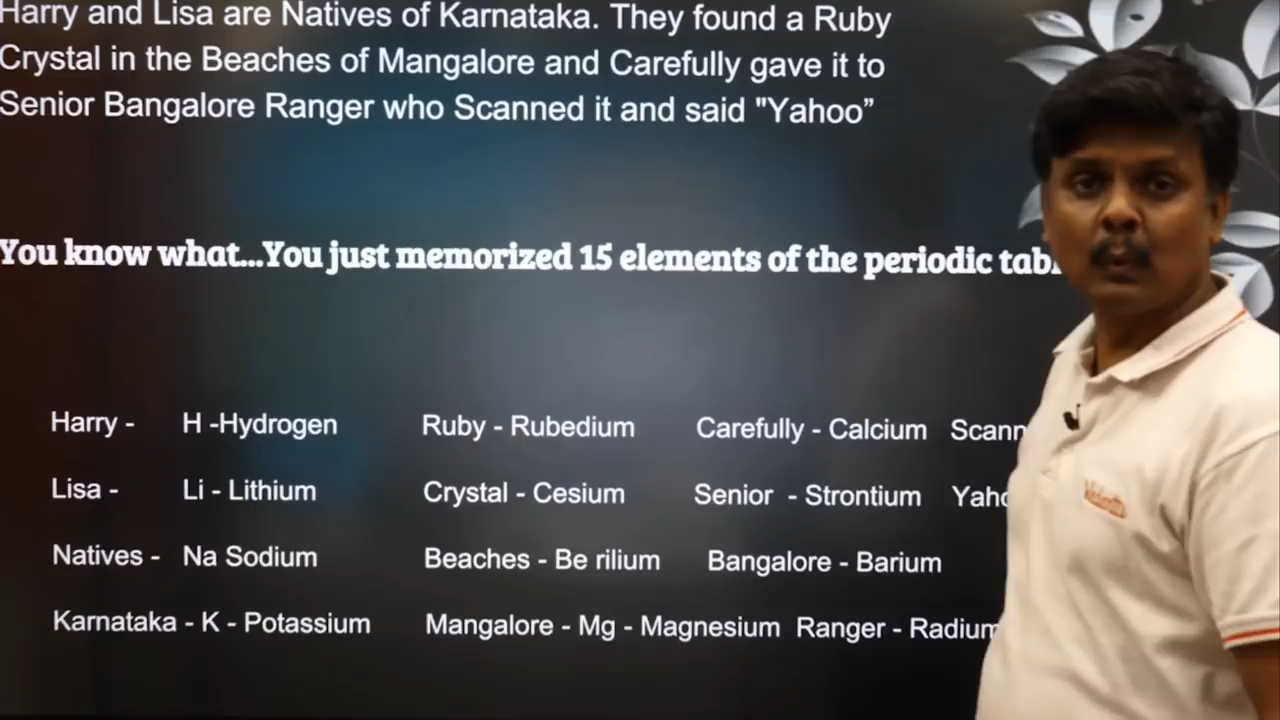 Harry and Lisa are Natives of Karnataka. They found a Ruby
Crystal in the Beaches of Mangalore and Carefully gave it to
Senior Bangalore Ranger who Scanned it and said "Yahoo”
You know what...You just memorized 15 elements of the periodic
Harry - H -Hydrogen Ruby - Rubedium Carefully - Calcium
Lisa - Li - Lithium Crystal - Cesium Senior - Strontium
Natives - Na Sodium Beaches - Be rilium Bangalore - Barium
Karnataka - K - Potassium Mangalore - Mg - Magnesium Ranger - Radium